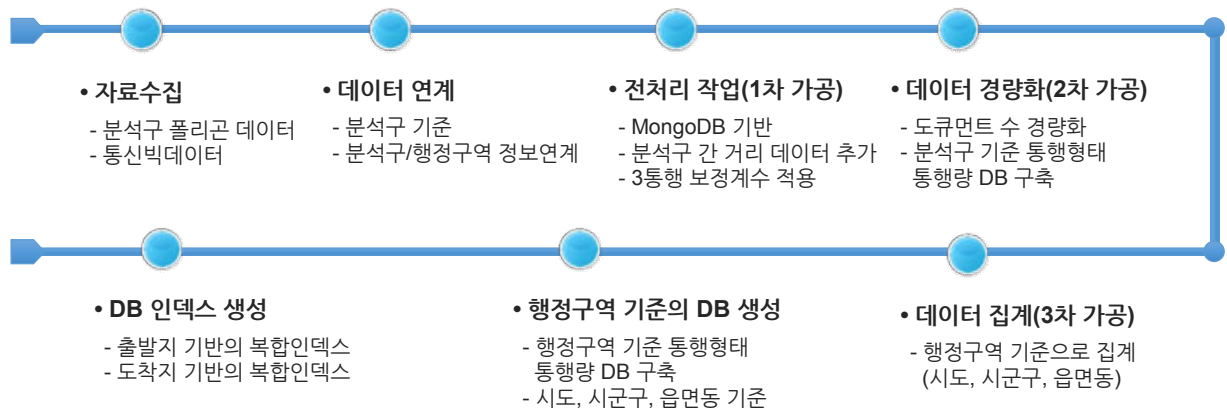 • 자료수집
- 분석구 폴리곤 데이터
- 통신빅데이터
• 데이터 연계
- 분석구 기준
- 분석구/행정구역 정보연계
• 전처리 작업(1차 가공)
- MongoDB 기반
- 분석구 간 거리 데이터 추가
- 3통행 보정계수 적용
• 데이터 경량화(2차 가공)
- 도큐먼트 수 경량화
- 분석구 기준 통행형태
통행량 DB 구축
• DB 인덱스 생성
- 출발지 기반의 복합인덱스
- 도착지 기반의 복합인덱스
• 행정구역 기준의 DB 생성
- 행정구역 기준 통행형태
통행량 DB 구축
- 시도, 시군구, 읍면동 기준
• 데이터 집계(3차 가공)
- 행정구역 기준으로 집계
(시도, 시군구, 읍면동)